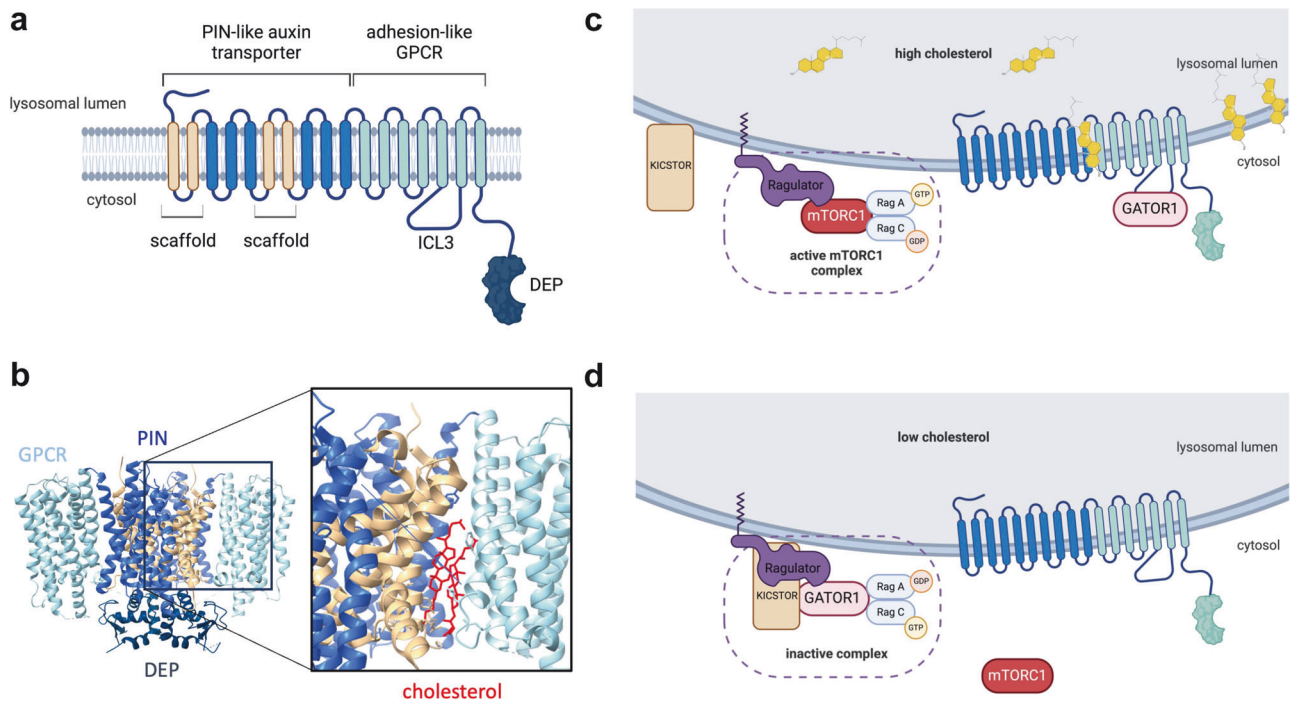 a
PIN-like auxin
transporter
adhesion-like
GPCR
lysosomal lumen
cytosol
scaffold
scaffold
ICL3
DEP
b
GPCR
PIN
DEP
cholesterol
c
high cholesterol
lysosomal lumen
cytosol
KICSTOR
Ragulator
mTORC1
Rag A
GTP
Rag C
GDP
active mTORC1
complex
GATOR1
d
low cholesterol
lysosomal lumen
cytosol
Ragulator
KICSTOR
GATOR1
Rag A
GDP
Rag C
GTP
inactive complex
mTORC1